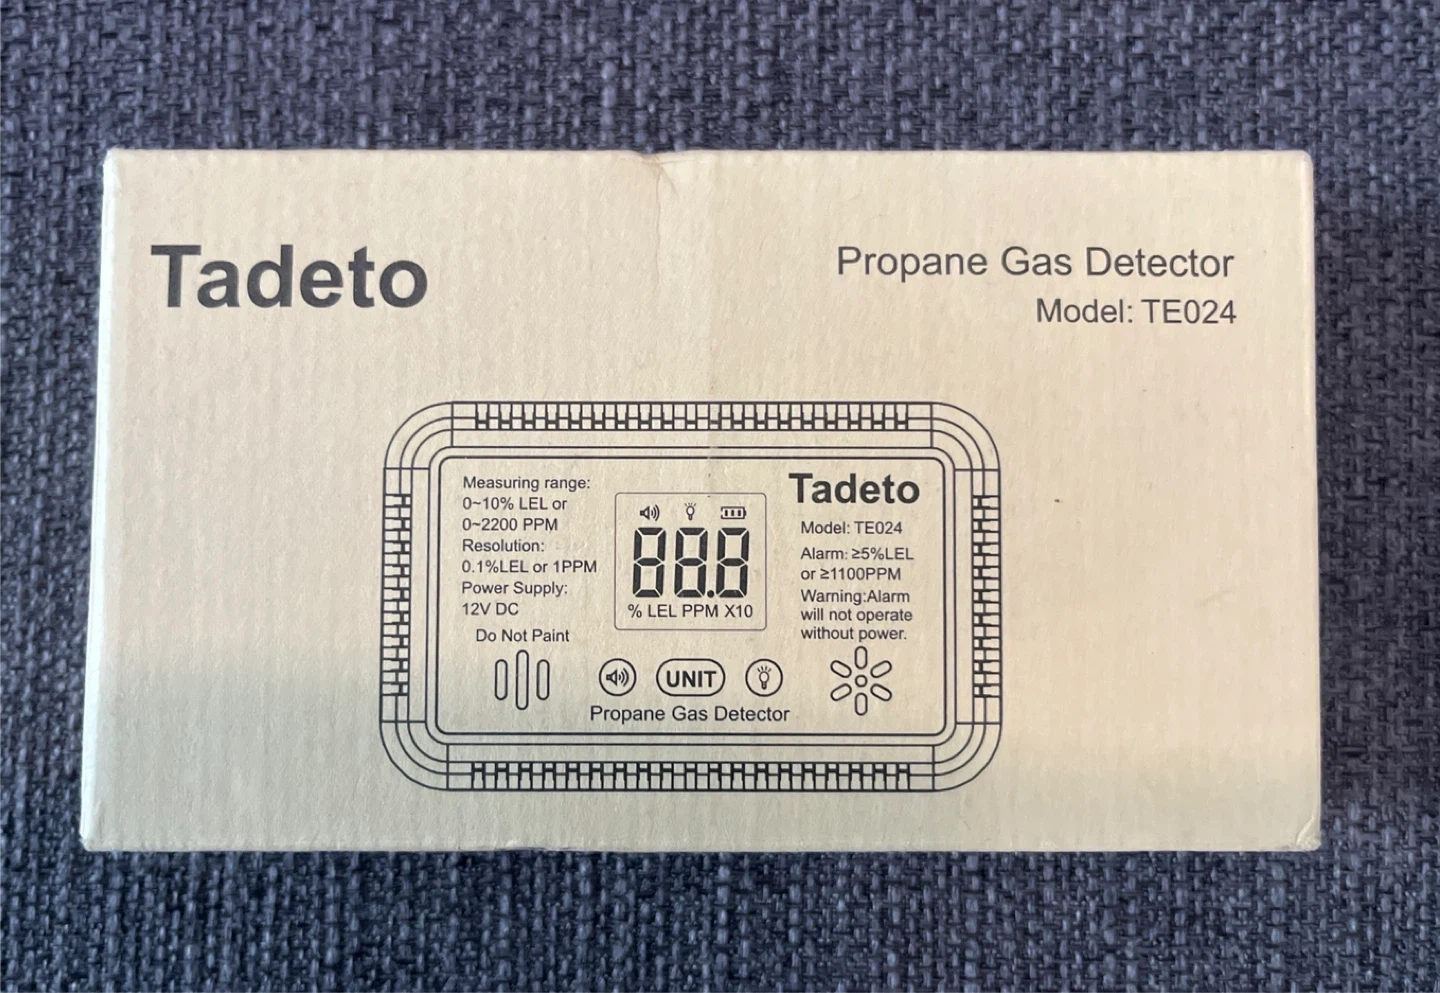 Tadeto
Propane Gas Detector
Model: TE024
Measuring range:
0~10% LEL or
0~2200 PPM
Resolution:
0.1%LEL or 1PPM
Power Supply:
12V DC
Do Not Paint
88.8
% LEL PPM X10
Tadeto
Model: TE024
Alarm: ≥5%LEL
or ≥1100PPM
Warning:Alarm
will not operate
without power.
UNIT
Propane Gas Detector